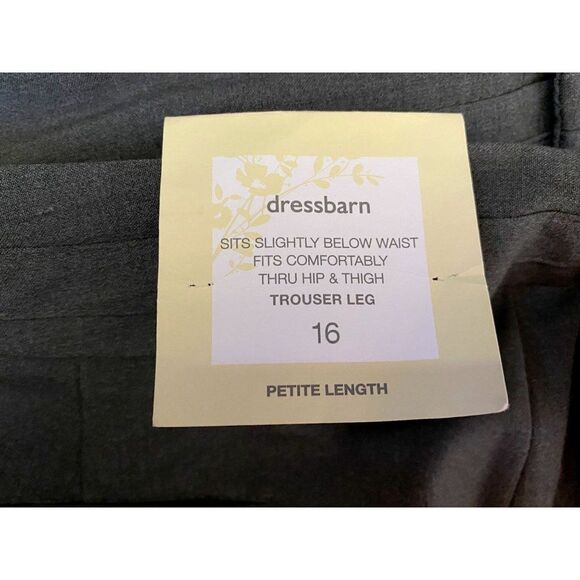 dressbarn
SITS SLIGHTLY BELOW WAIST
FITS COMFORTABLY
THRU HIP & THIGH
TROUSER LEG
16
PETITE LENGTH